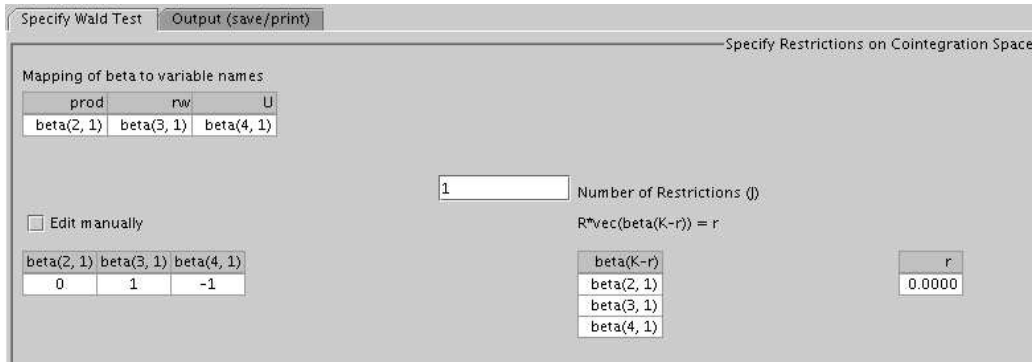 Specify Wald Test Output (save/print)
Specify Restrictions on Cointegration Space
Mapping of beta to variable names
prod rw U
beta(2, 1) beta(3, 1) beta(4, 1)
1 Number of Restrictions (J)
Edit manually R*vec(beta(K-r)) = r
beta(2, 1) beta(3, 1) beta(4, 1) beta(K-r) r
0 1 -1 beta(2, 1) 0.0000
beta(3, 1)
beta(4, 1)